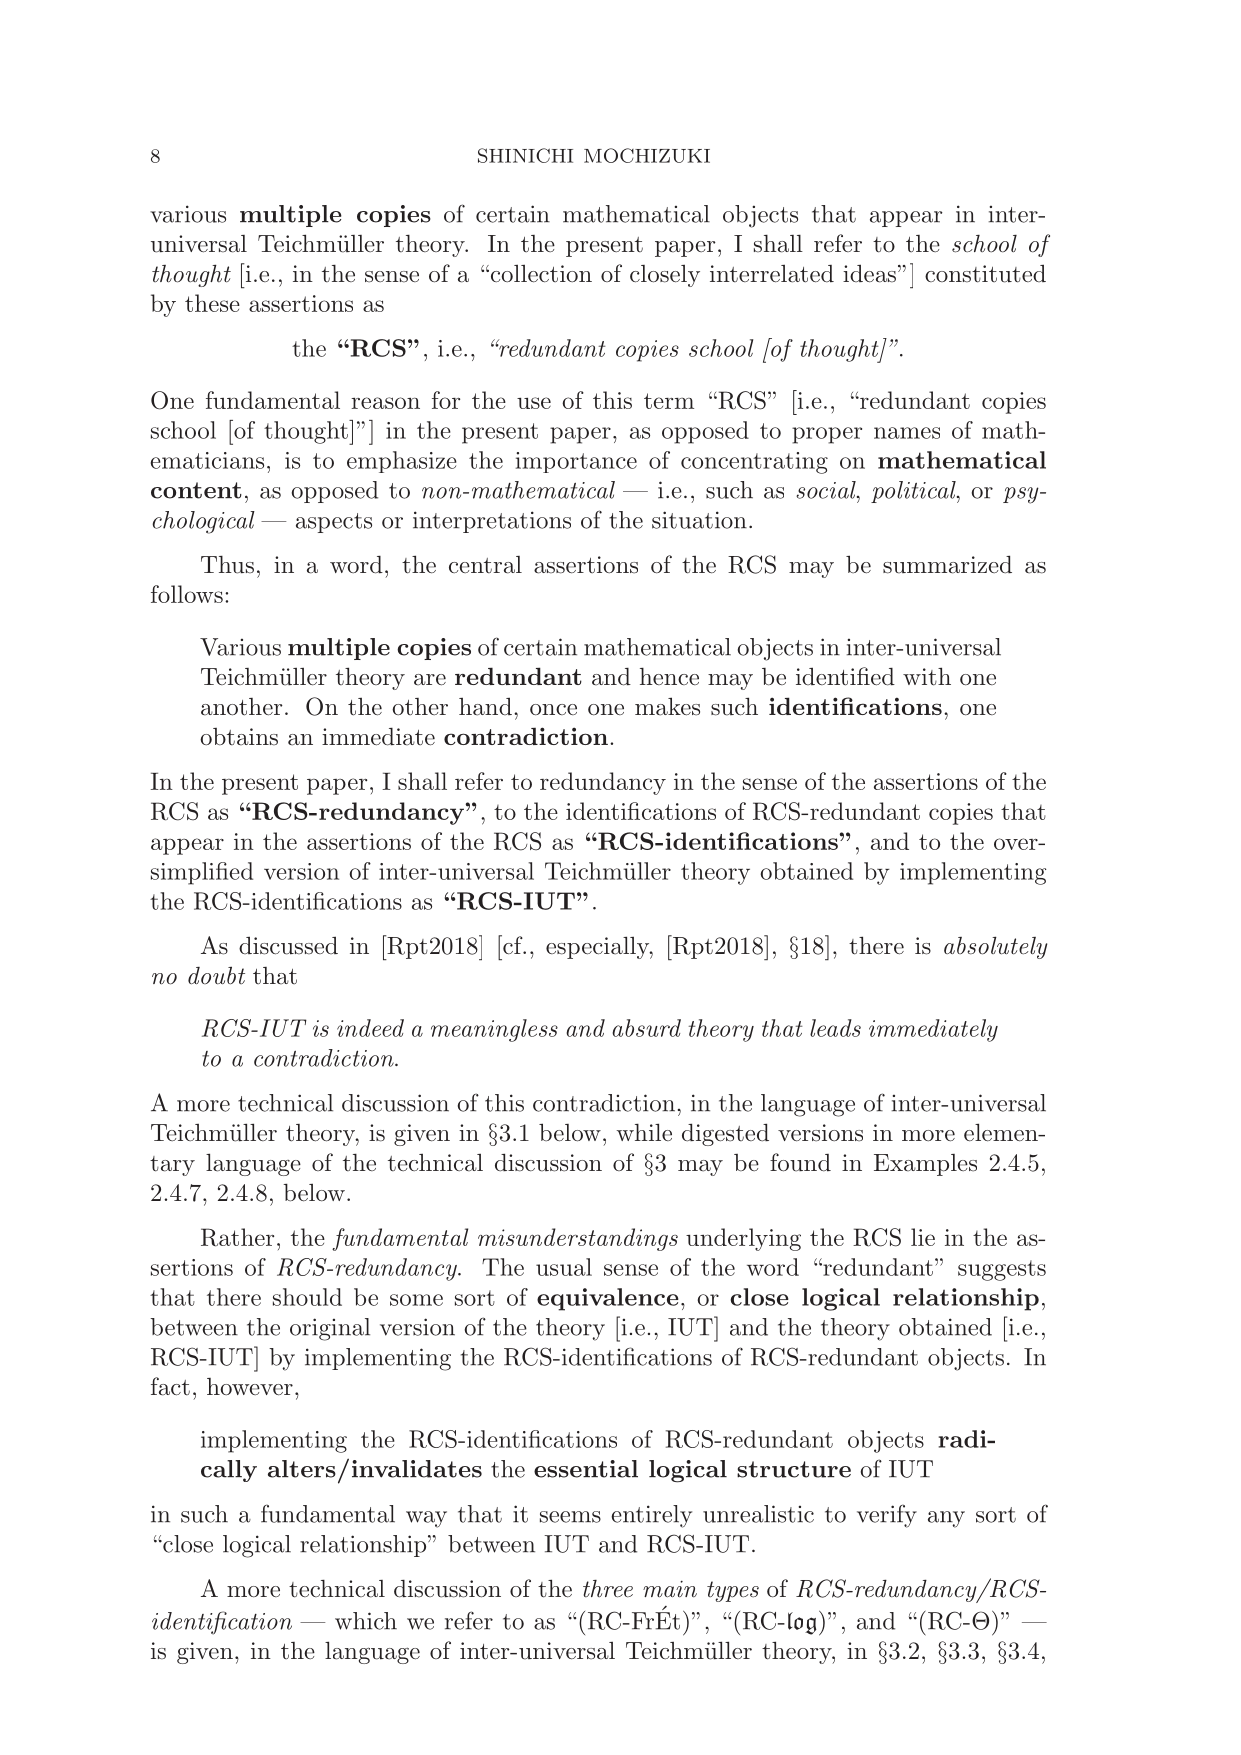 8
SHINICHI MOCHIZUKI
various multiple copies of certain mathematical objects that appear in inter-
universal Teichmüller theory. In the present paper, I shall refer to the school of
thought [i.e., in the sense of a “collection of closely interrelated ideas”] constituted
by these assertions as
the “RCS”, i.e., “redundant copies school [of thought]”.
One fundamental reason for the use of this term “RCS” [i.e., “redundant copies
school [of thought]”] in the present paper, as opposed to proper names of math-
ematicians, is to emphasize the importance of concentrating on mathematical
content, as opposed to non-mathematical — i.e., such as social, political, or psy-
chological — aspects or interpretations of the situation.
Thus, in a word, the central assertions of the RCS may be summarized as
follows:
Various multiple copies of certain mathematical objects in inter-universal
Teichmüller theory are redundant and hence may be identified with one
another. On the other hand, once one makes such identifications, one
obtains an immediate contradiction.
In the present paper, I shall refer to redundancy in the sense of the assertions of the
RCS as “RCS-redundancy”, to the identifications of RCS-redundant copies that
appear in the assertions of the RCS as “RCS-identifications”, and to the over-
simplified version of inter-universal Teichmüller theory obtained by implementing
the RCS-identifications as “RCS-IUT”.
As discussed in [Rpt2018] [cf., especially, [Rpt2018], §18], there is absolutely
no doubt that
RCS-IUT is indeed a meaningless and absurd theory that leads immediately
to a contradiction.
A more technical discussion of this contradiction, in the language of inter-universal
Teichmüller theory, is given in §3.1 below, while digested versions in more elemen-
tary language of the technical discussion of §3 may be found in Examples 2.4.5,
2.4.7, 2.4.8, below.
Rather, the fundamental misunderstandings underlying the RCS lie in the as-
sertions of RCS-redundancy. The usual sense of the word “redundant” suggests
that there should be some sort of equivalence, or close logical relationship,
between the original version of the theory [i.e., IUT] and the theory obtained [i.e.,
RCS-IUT] by implementing the RCS-identifications of RCS-redundant objects. In
fact, however,
implementing the RCS-identifications of RCS-redundant objects radi-
cally alters/invalidates the essential logical structure of IUT
in such a fundamental way that it seems entirely unrealistic to verify any sort of
“close logical relationship” between IUT and RCS-IUT.
A more technical discussion of the three main types of RCS-redundancy/RCS-
identification — which we refer to as “(RC-FrÉt)”, “(RC-𝔩𝔬𝔤)”, and “(RC-Θ)” —
is given, in the language of inter-universal Teichmüller theory, in §3.2, §3.3, §3.4,